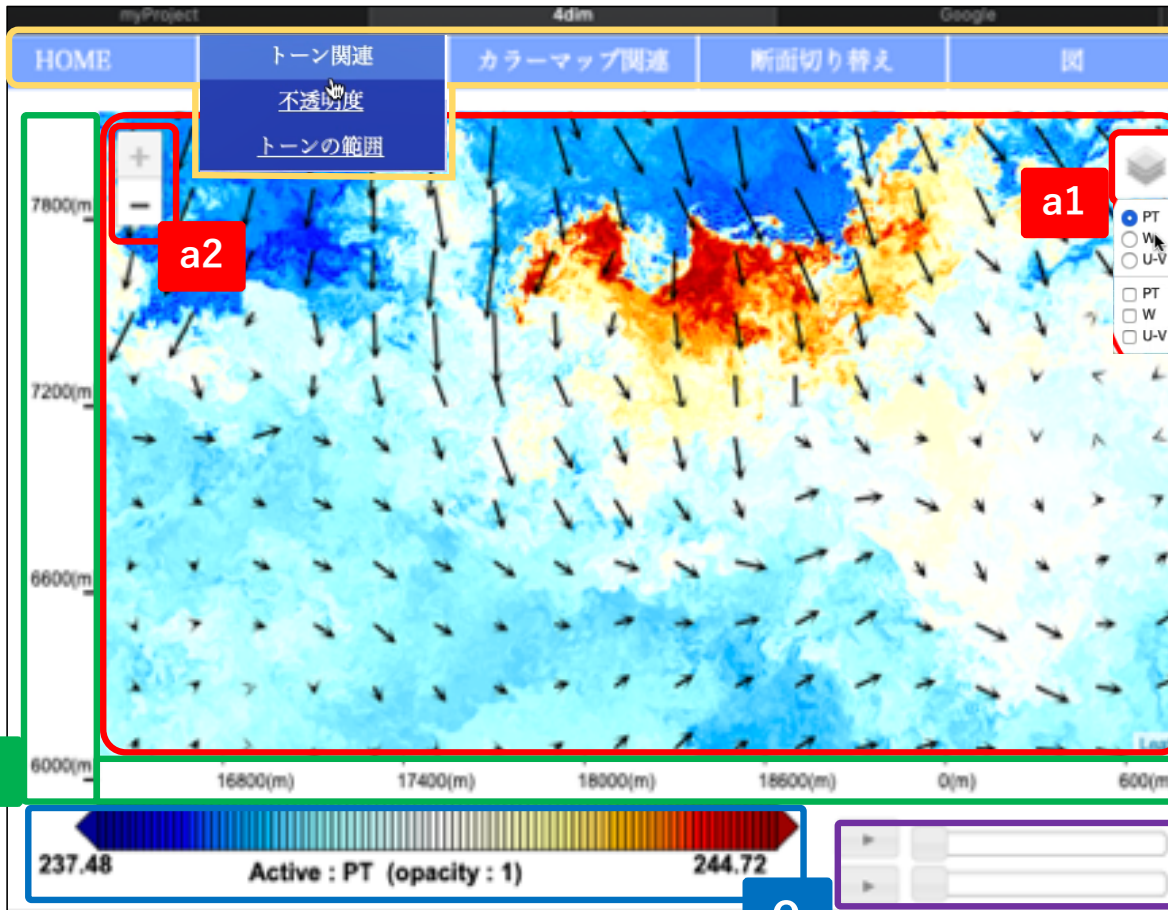 myProject 4dim Google
HOME トーン関連 カラーマップ関連 断面切り替え 図
不透明度
トーンの範囲
+
−
a2
a1
PT
W
U-V
PT
W
U-V
7800(m
7200(m
6600(m
6000(m
16800(m) 17400(m) 18000(m) 18600(m) 0(m) 600(m
237.48 Active : PT (opacity : 1) 244.72